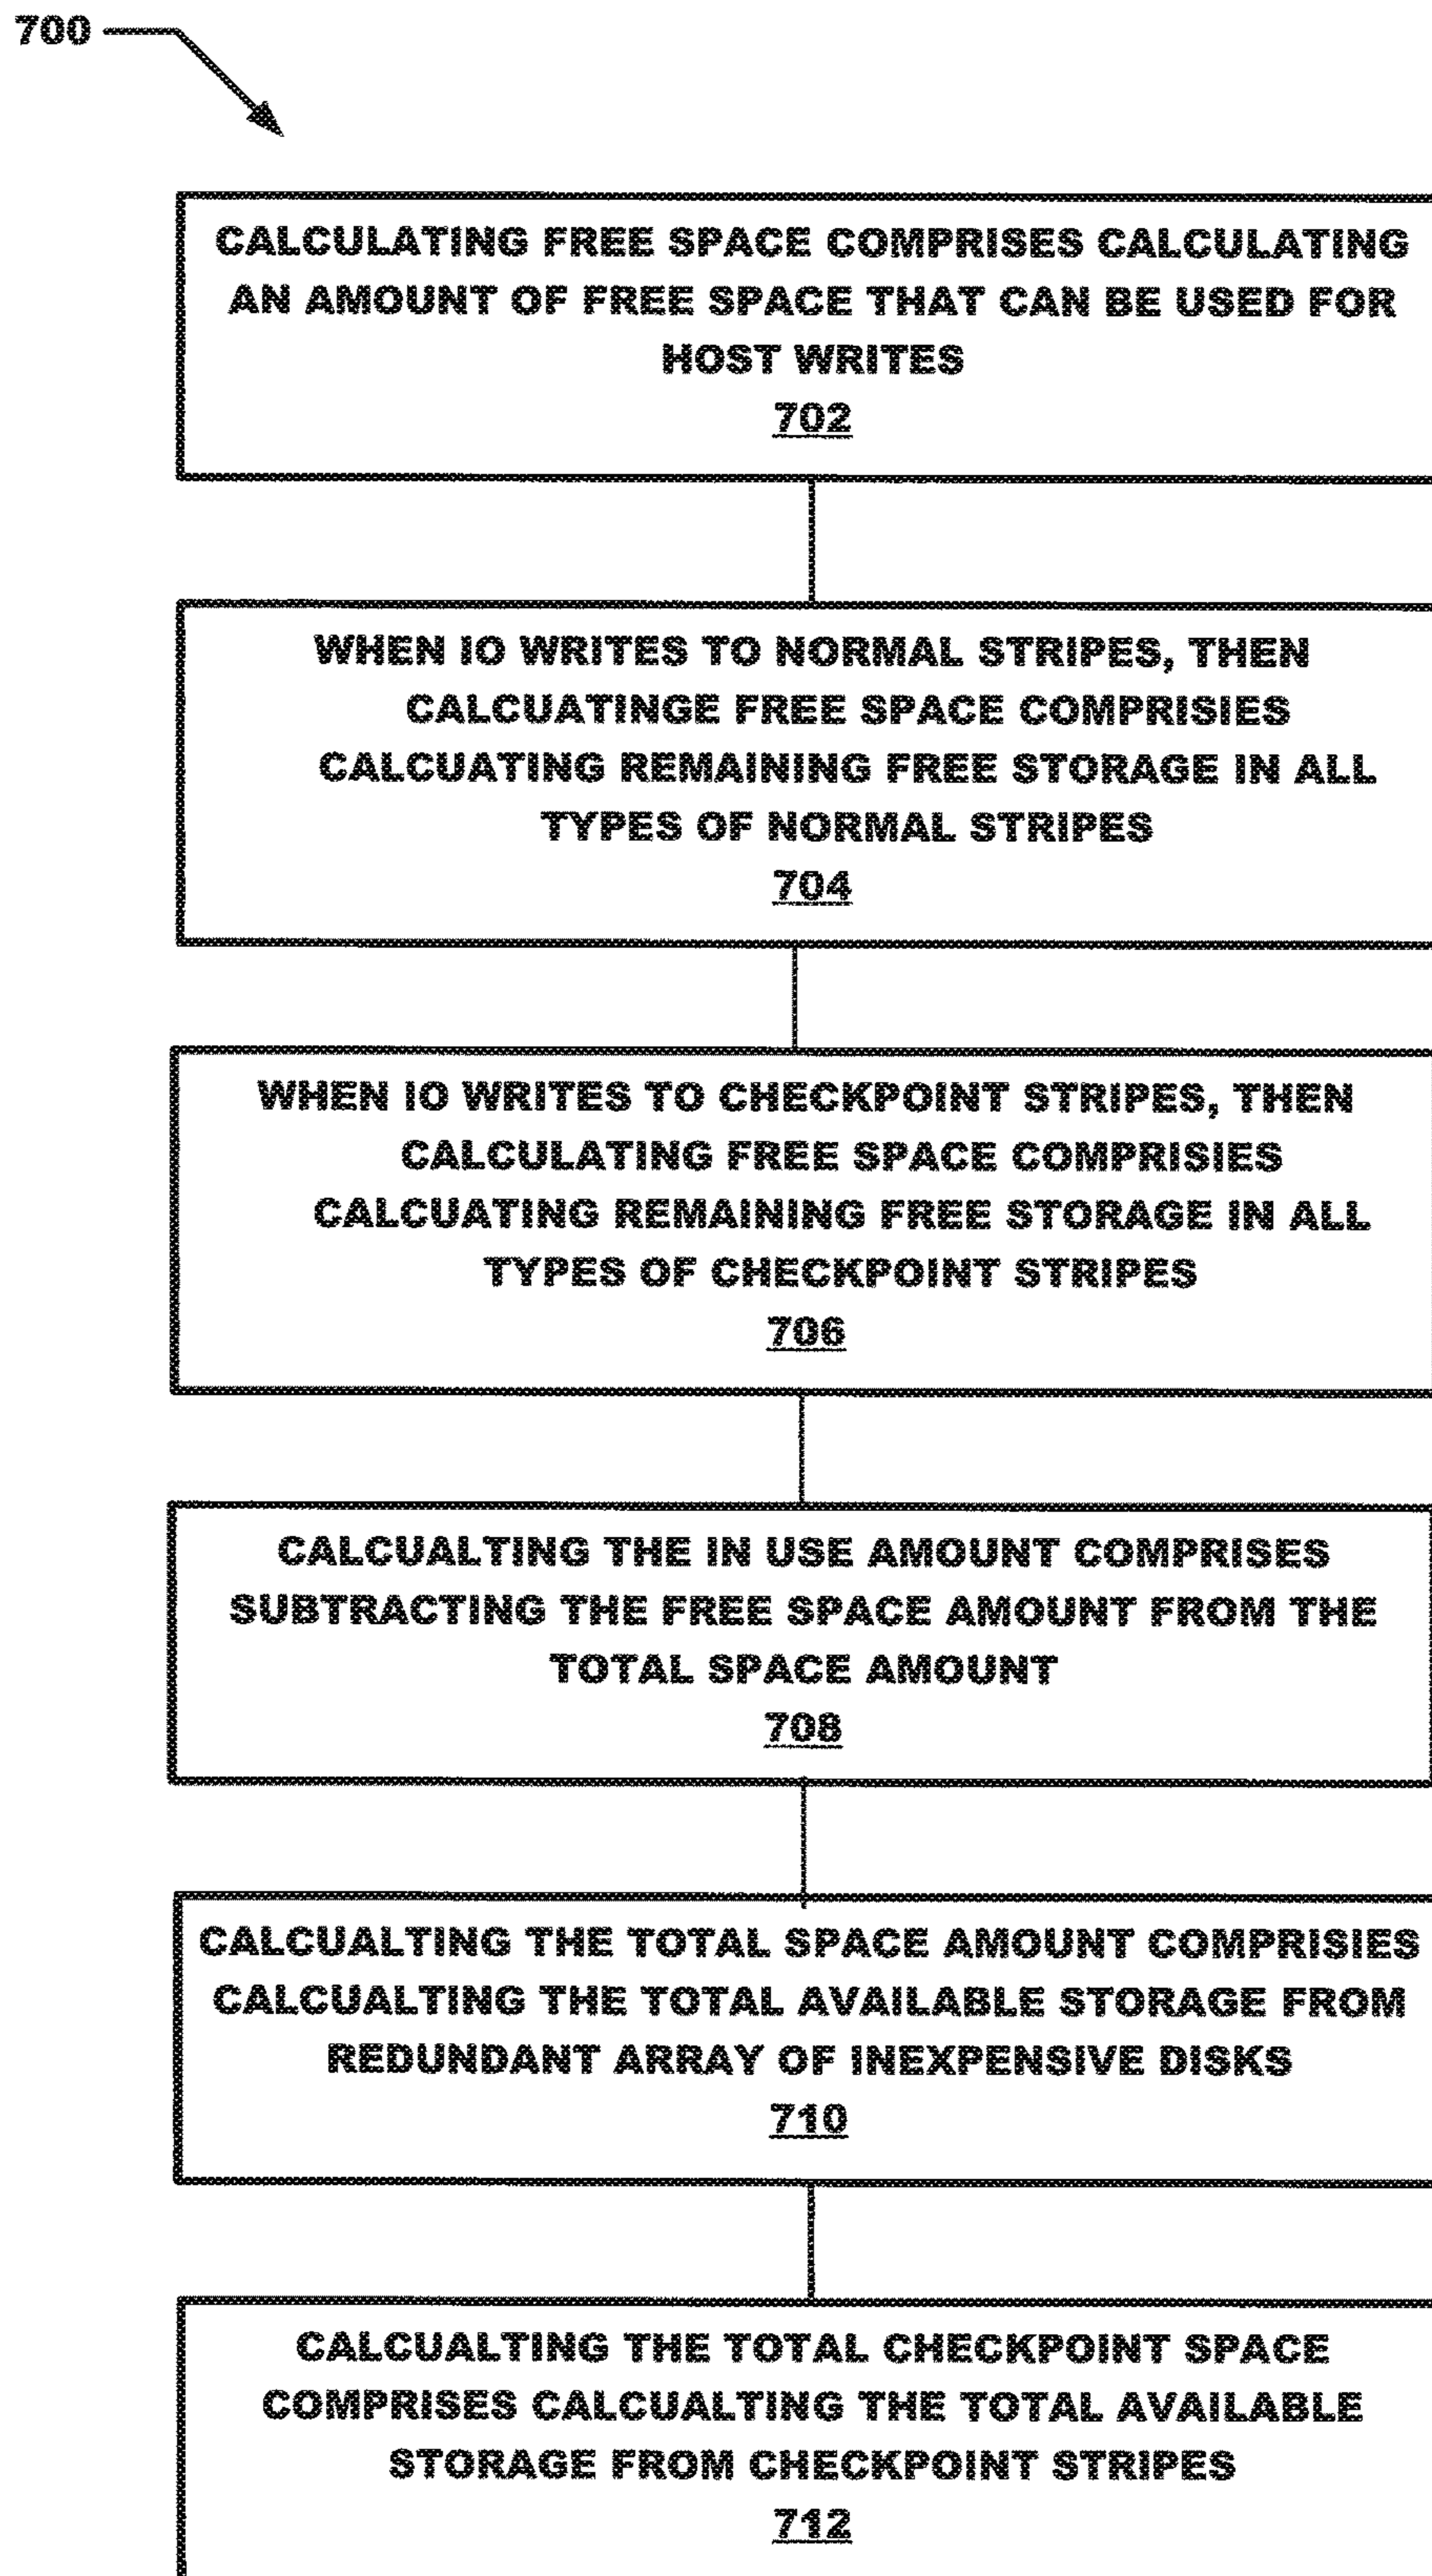 700
CALCULATING FREE SPACE COMPRISES CALCULATING
AN AMOUNT OF FREE SPACE THAT CAN BE USED FOR
HOST WRITES
702
WHEN IO WRITES TO NORMAL STRIPES, THEN
CALCUATINGE FREE SPACE COMPRISIES
CALCUATING REMAINING FREE STORAGE IN ALL
TYPES OF NORMAL STRIPES
704
WHEN IO WRITES TO CHECKPOINT STRIPES, THEN
CALCULATING FREE SPACE COMPRISIES
CALCUATING REMAINING FREE STORAGE IN ALL
TYPES OF CHECKPOINT STRIPES
706
CALCUALTING THE IN USE AMOUNT COMPRISES
SUBTRACTING THE FREE SPACE AMOUNT FROM THE
TOTAL SPACE AMOUNT
708
CALCUALTING THE TOTAL SPACE AMOUNT COMPRISIES
CALCUALTING THE TOTAL AVAILABLE STORAGE FROM
REDUNDANT ARRAY OF INEXPENSIVE DISKS
710
CALCUALTING THE TOTAL CHECKPOINT SPACE
COMPRISES CALCUALTING THE TOTAL AVAILABLE
STORAGE FROM CHECKPOINT STRIPES
712